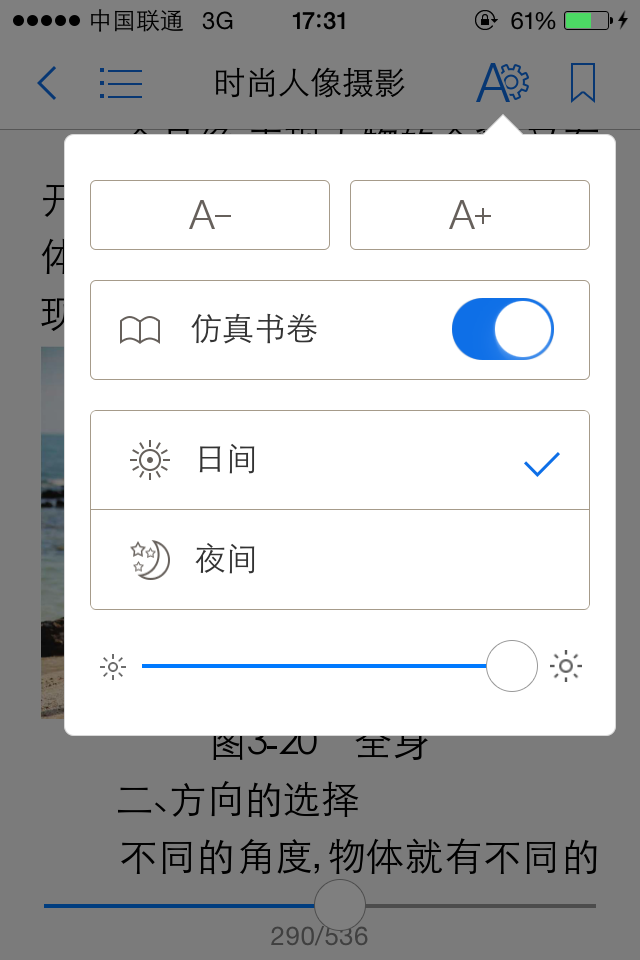 中国联通 3G 17:31 61%
时尚人像摄影
A- A+
仿真书卷
日间
夜间
图3-20 全身
二、方向的选择
不同的角度,物体就有不同的
290/536